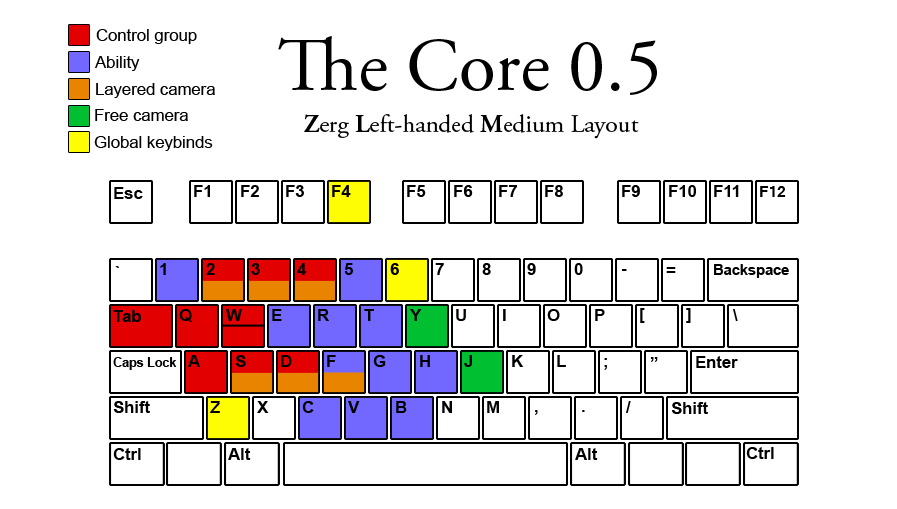 Control group
Ability
Layered camera
Free camera
Global keybinds
The Core 0.5
Zerg Left-handed Medium Layout
Esc F1 F2 F3 F4 F5 F6 F7 F8 F9 F10 F11 F12
` 1 2 3 4 5 6 7 8 9 0 - = Backspace
Tab Q W E R T Y U I O P [ ] \
Caps Lock A S D F G H J K L ; ” Enter
Shift Z X C V B N M , . / Shift
Ctrl Alt Alt Ctrl